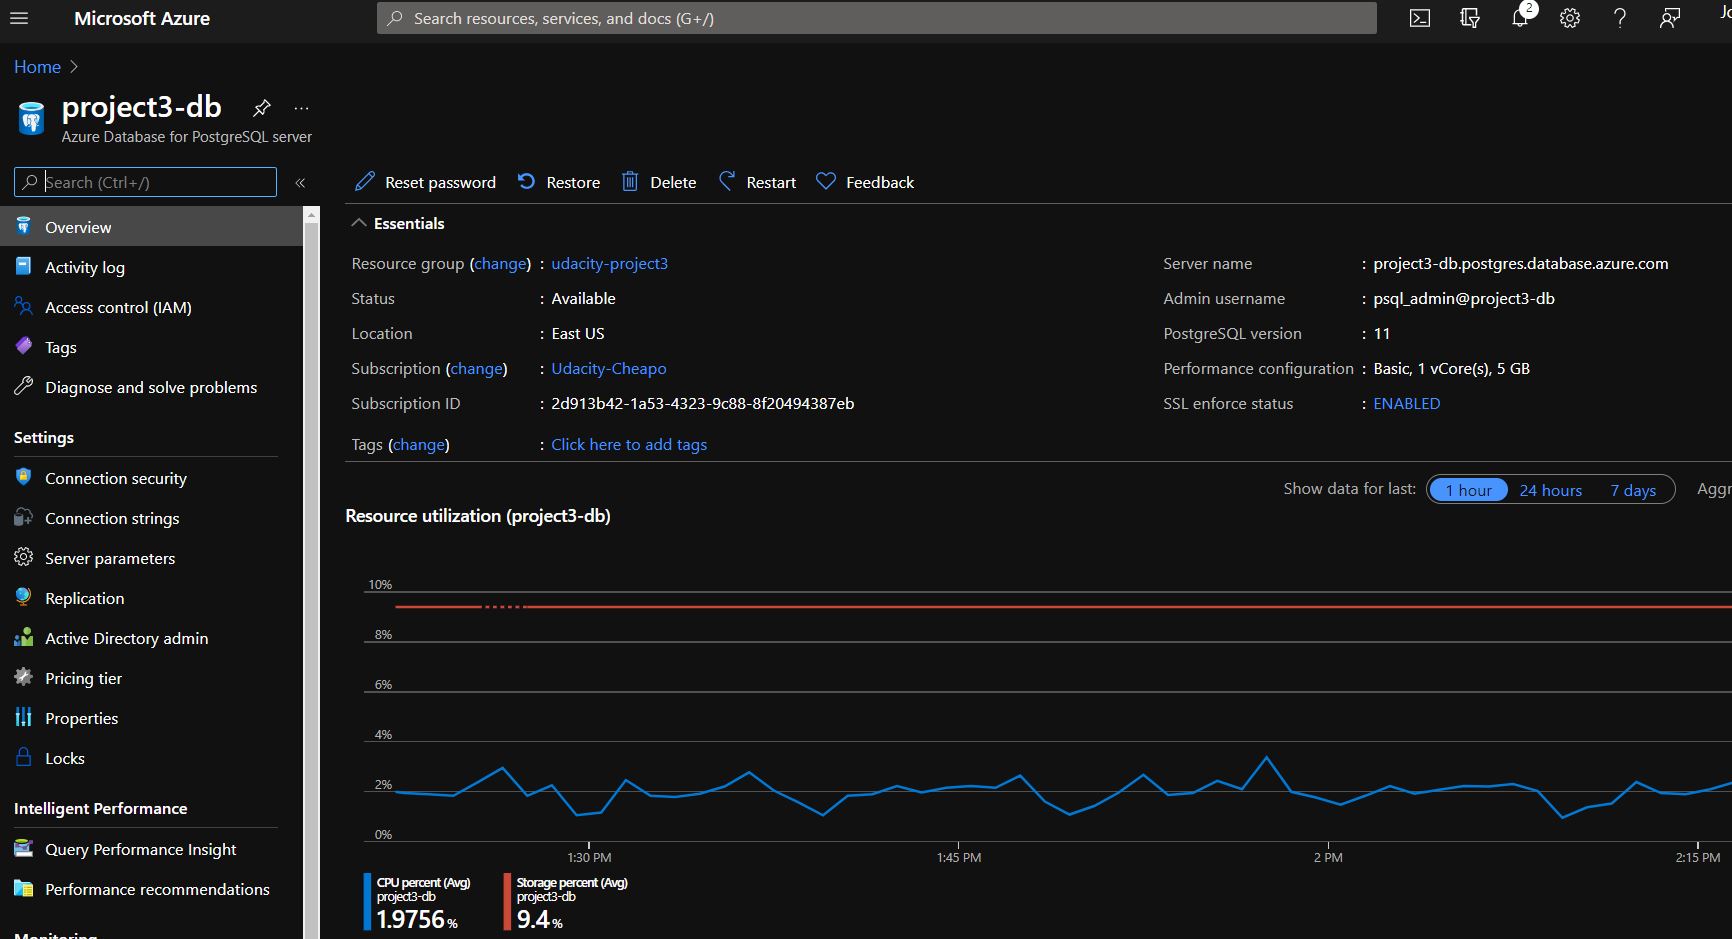 Microsoft Azure
Search resources, services, and docs (G+/)
2
Home
project3-db
Azure Database for PostgreSQL server
Search (Ctrl+/)
Overview
Activity log
Access control (IAM)
Tags
Diagnose and solve problems
Settings
Connection security
Connection strings
Server parameters
Replication
Active Directory admin
Pricing tier
Properties
Locks
Intelligent Performance
Query Performance Insight
Performance recommendations
Monitoring
Reset password Restore Delete Restart Feedback
Essentials
Resource group (change) : udacity-project3
Status : Available
Location : East US
Subscription (change) : Udacity-Cheapo
Subscription ID : 2d913b42-1a53-4323-9c88-8f20494387eb
Tags (change) : Click here to add tags
Server name : project3-db.postgres.database.azure.com
Admin username : psql_admin@project3-db
PostgreSQL version : 11
Performance configuration : Basic, 1 vCore(s), 5 GB
SSL enforce status : ENABLED
Show data for last: 1 hour 24 hours 7 days Aggr
Resource utilization (project3-db)
10%
8%
6%
4%
2%
0%
1:30 PM 1:45 PM 2 PM 2:15 PM
CPU percent (Avg)
project3-db
1.9756 %
Storage percent (Avg)
project3-db
9.4 %